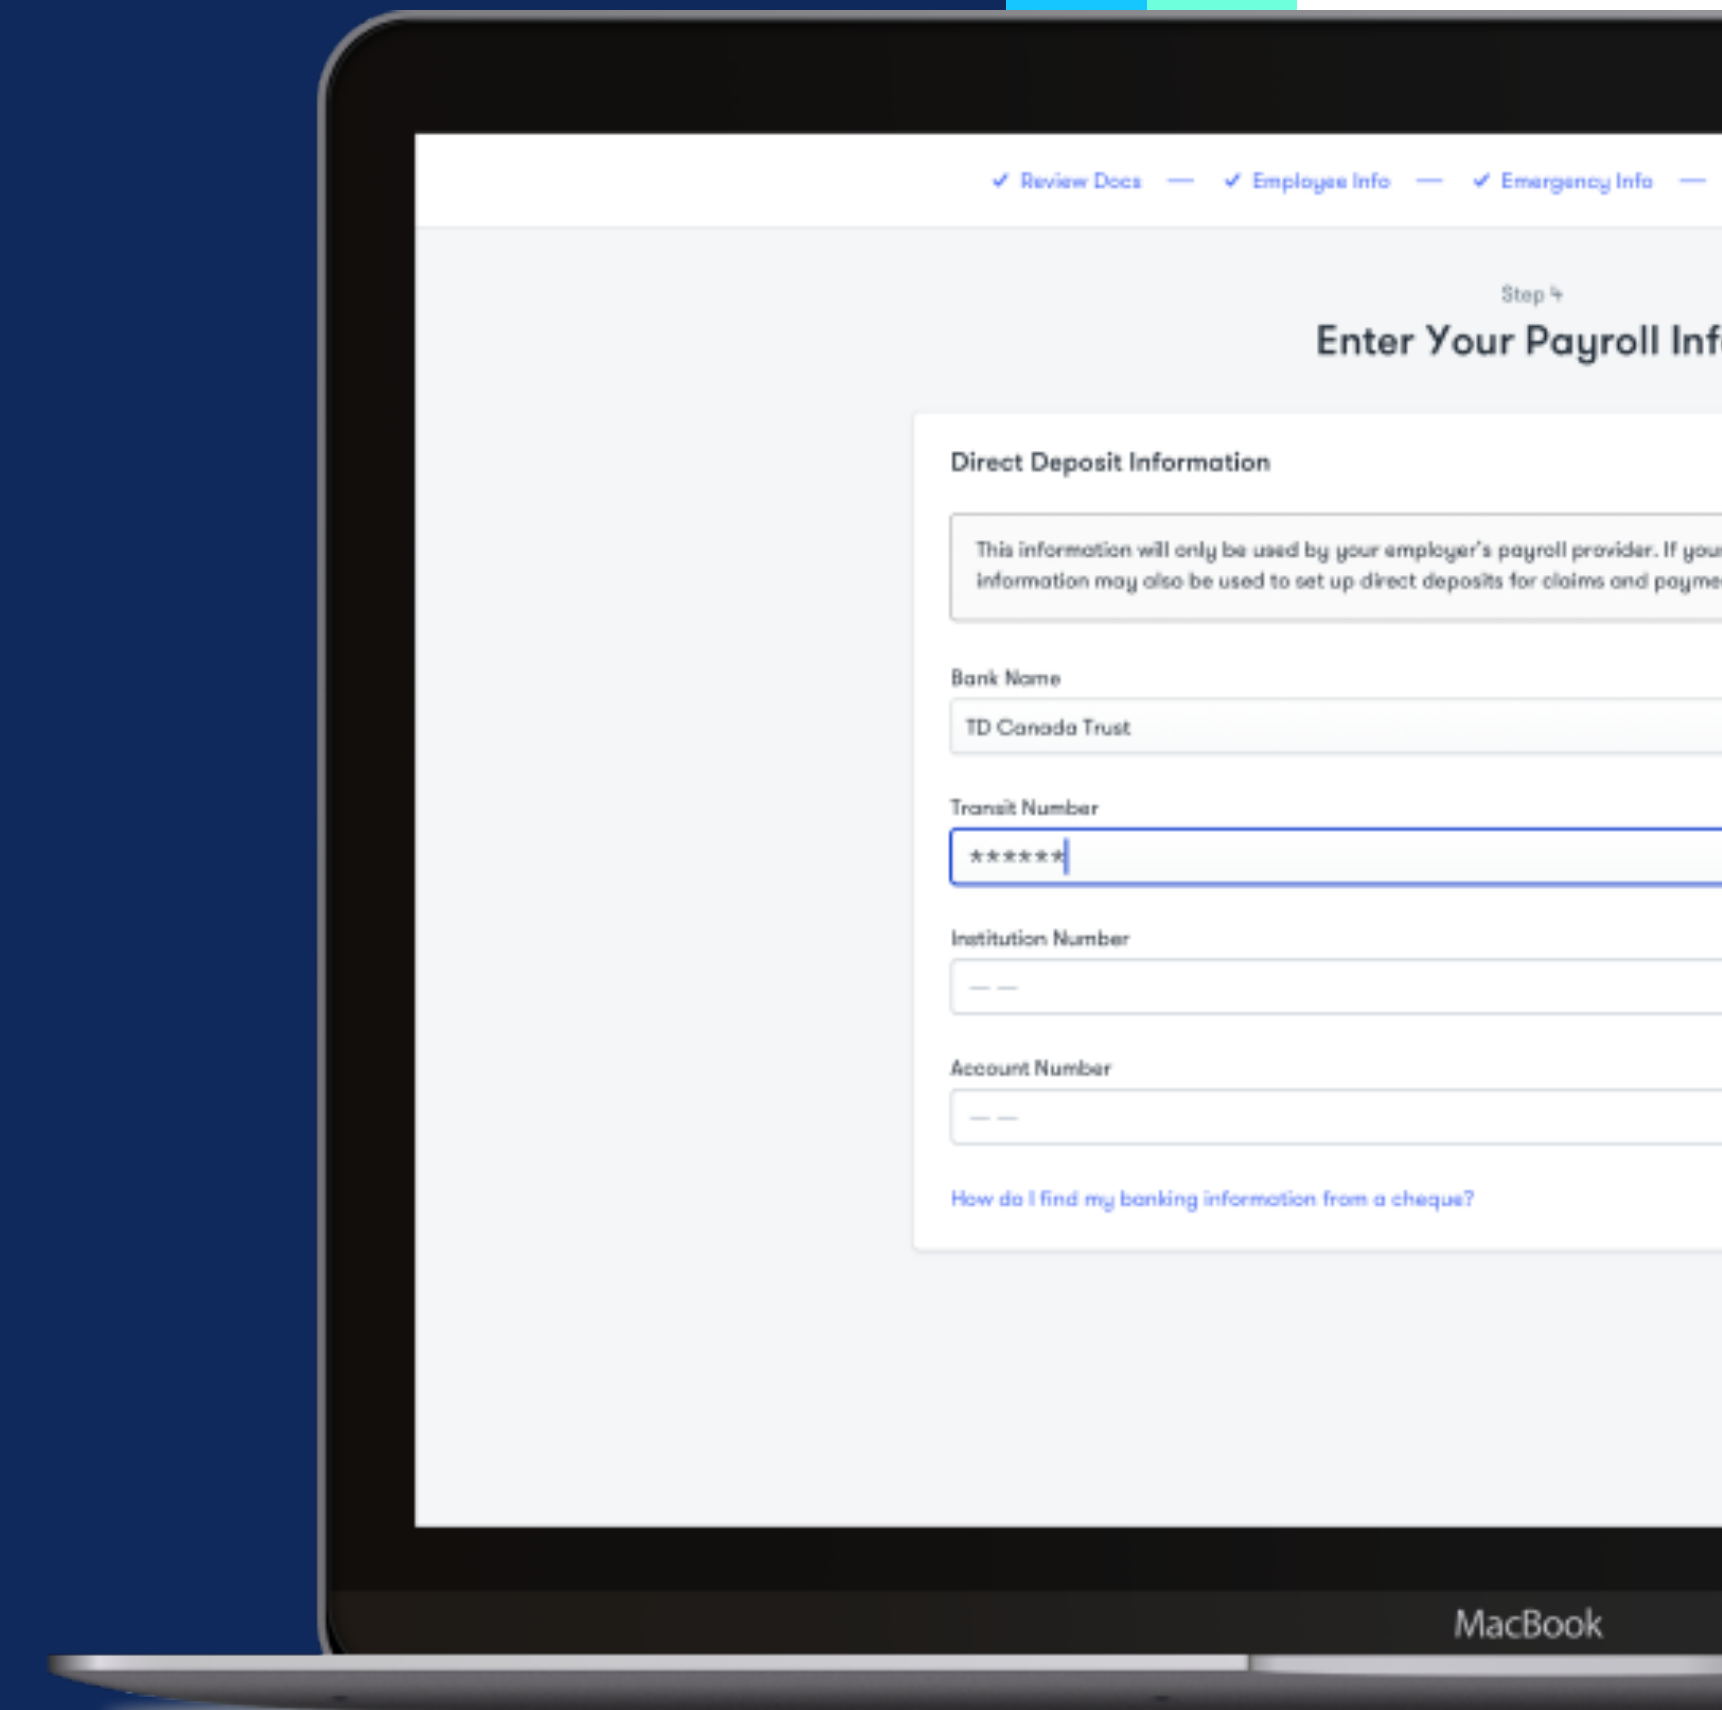 ✓ Review Docs — ✓ Employee Info — ✓ Emergency Info —
Step 4
Enter Your Payroll Inf
Direct Deposit Information
This information will only be used by your employer's payroll provider. If your
information may also be used to set up direct deposits for claims and payme
Bank Name
TD Canada Trust
Transit Number
******
Institution Number
— —
Account Number
— —
How do I find my banking information from a cheque?
MacBook